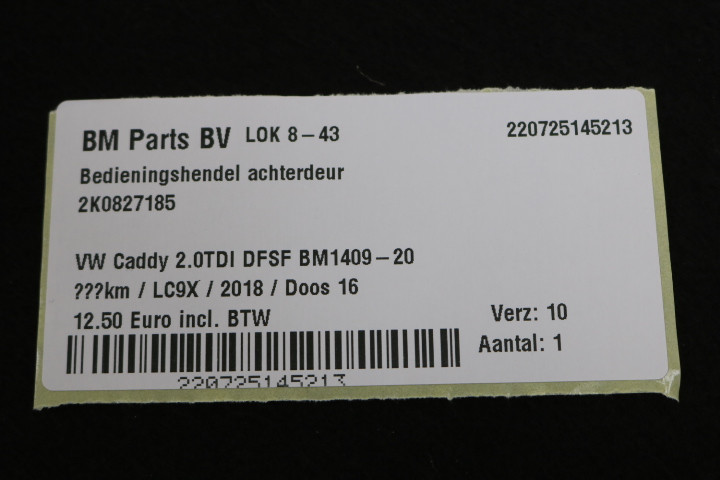 BM Parts BV LOK 8-43 220725145213
Bedieningshendel achterdeur
2K0827185
VW Caddy 2.0TDI DFSF BM1409-20
???km / LC9X / 2018 / Doos 16
12.50 Euro incl. BTW Verz: 10
Aantal: 1
220725145213